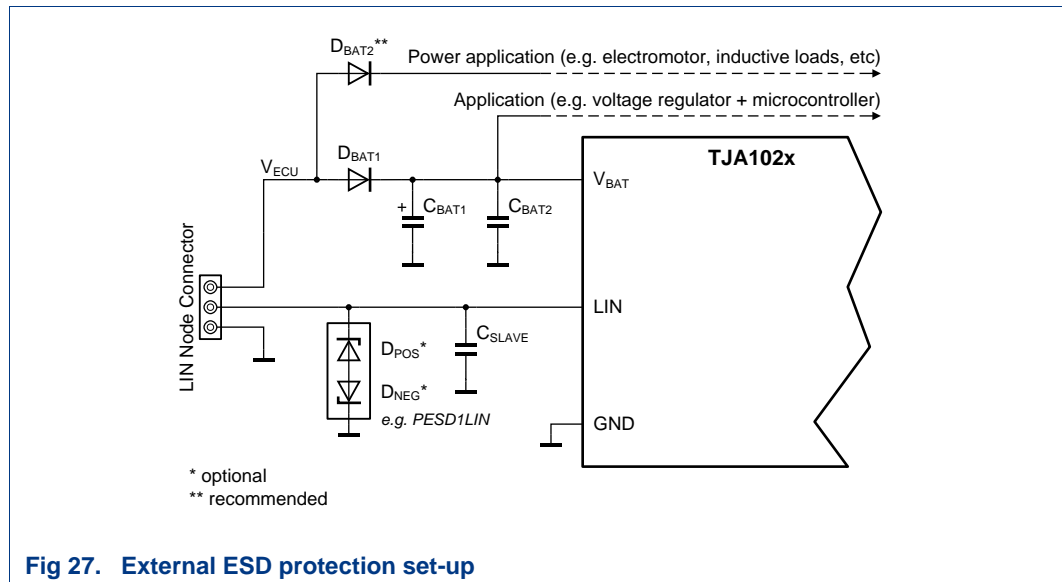 DBAT2**
Power application (e.g. electromotor, inductive loads, etc)
Application (e.g. voltage regulator + microcontroller)
TJA102x
VECU
DBAT1
VBAT
+
CBAT1
CBAT2
LIN Node Connector
LIN
DPOS*
CSLAVE
DNEG*
e.g. PESD1LIN
GND
* optional
** recommended
Fig 27. External ESD protection set-up